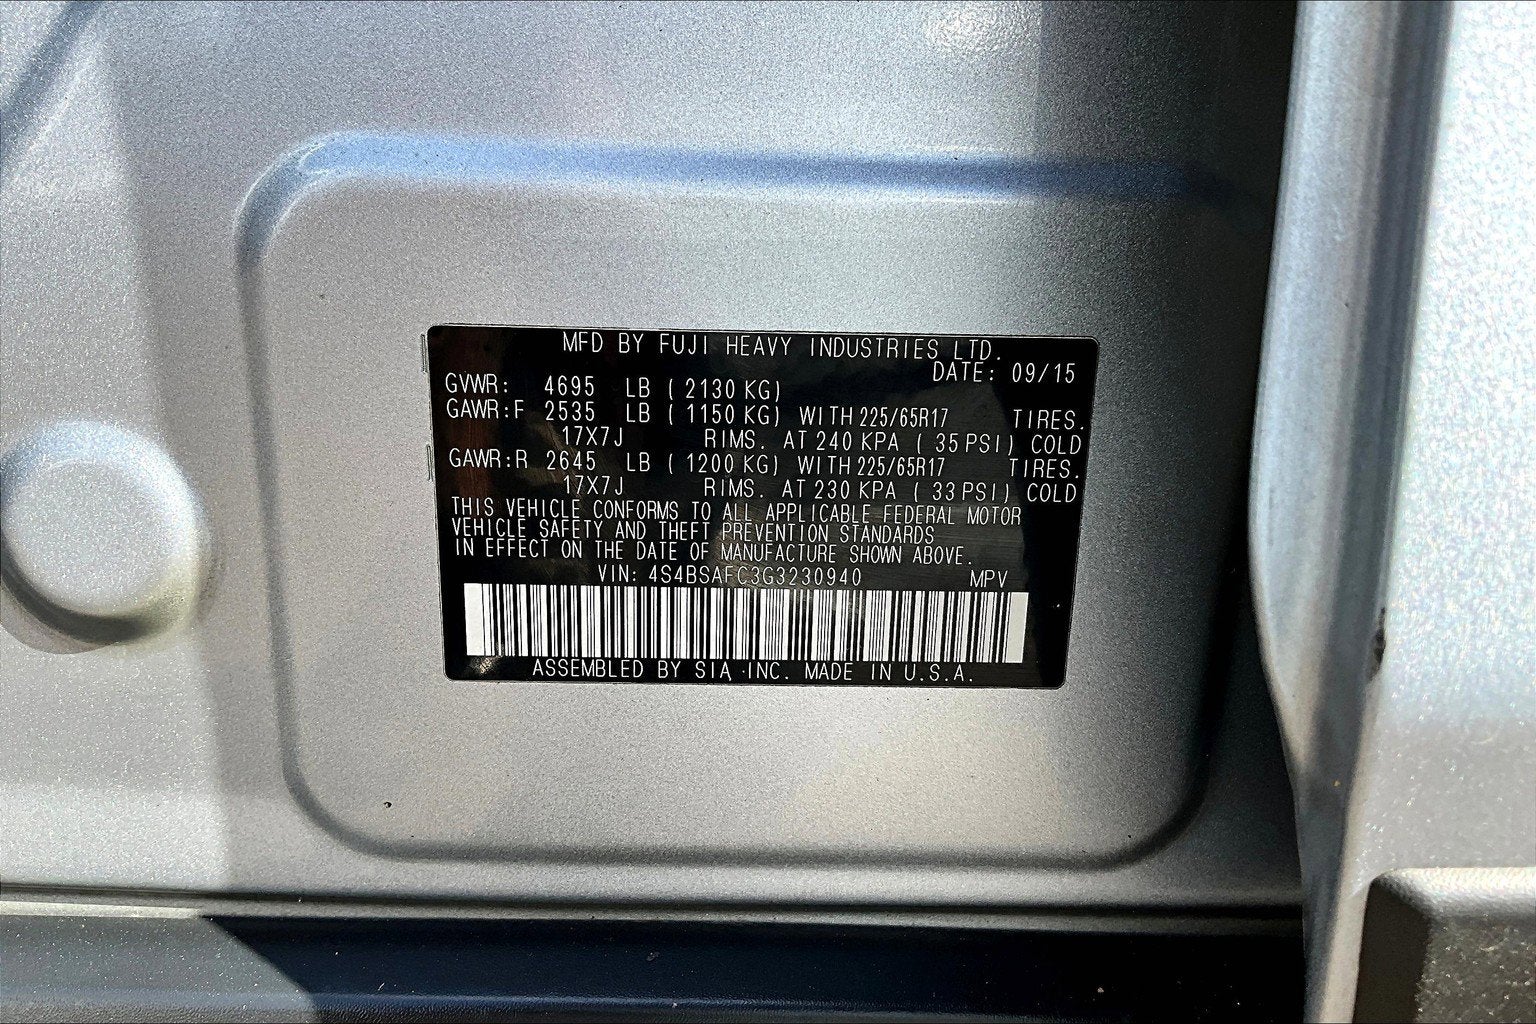 MFD BY FUJI HEAVY INDUSTRIES LTD.
DATE: 09/15
GVWR: 4695 LB ( 2130 KG)
GAWR:F 2535 LB ( 1150 KG) WITH 225/65R17 TIRES.
17X7J RIMS. AT 240 KPA ( 35 PSI) COLD
GAWR:R 2645 LB ( 1200 KG) WITH 225/65R17 TIRES.
17X7J RIMS. AT 230 KPA ( 33 PSI) COLD
THIS VEHICLE CONFORMS TO ALL APPLICABLE FEDERAL MOTOR
VEHICLE SAFETY AND THEFT PREVENTION STANDARDS
IN EFFECT ON THE DATE OF MANUFACTURE SHOWN ABOVE.
VIN: 4S4BSAFC3G3230940 MPV
ASSEMBLED BY SIA INC. MADE IN U.S.A.